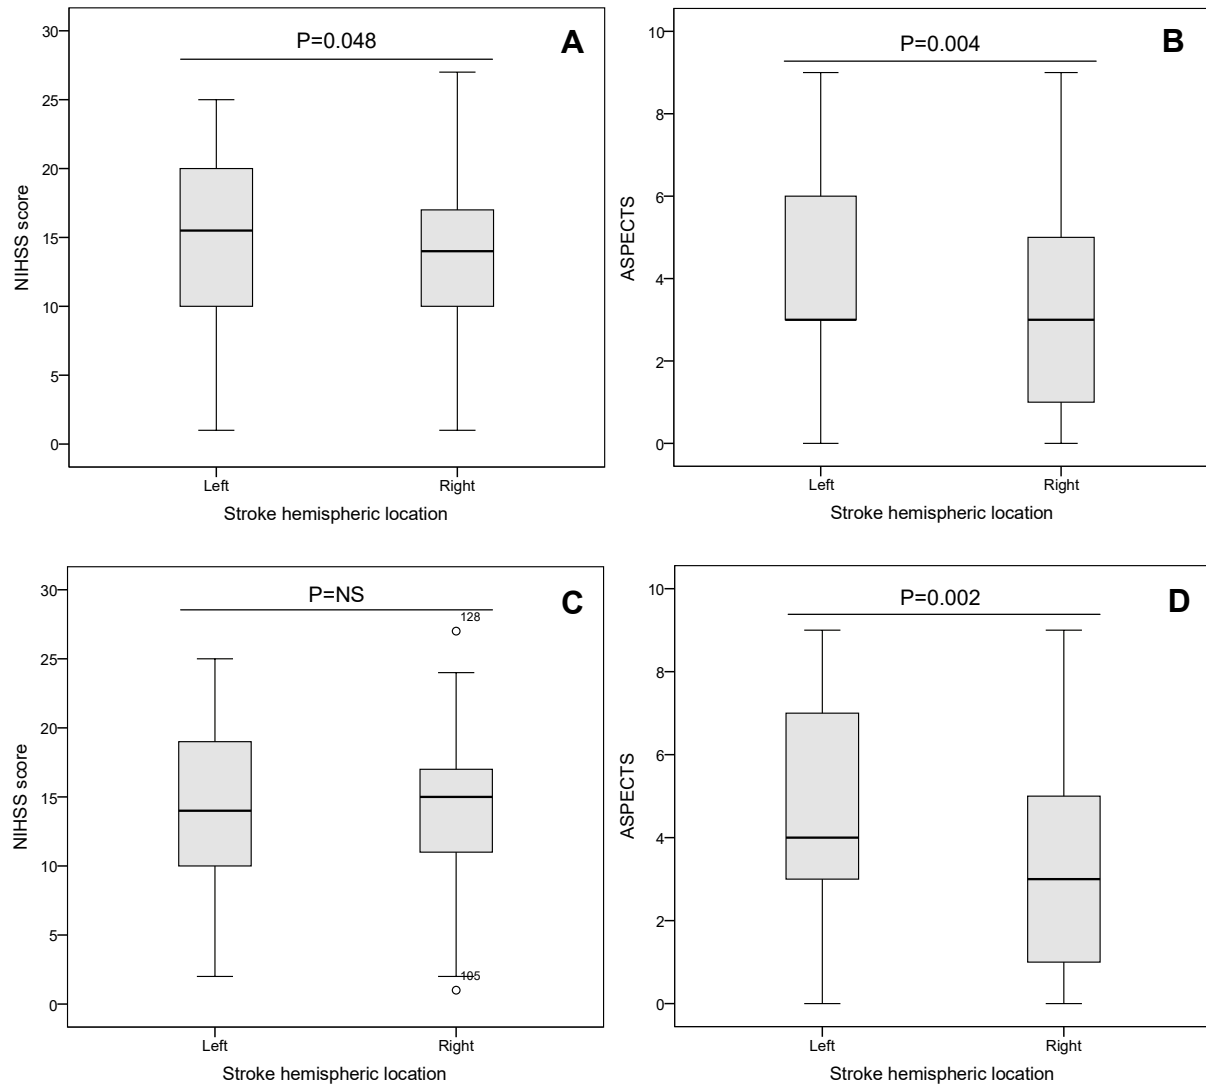 P=0.048
A
30
25
20
15
10
5
0
NIHSS score
Left
Right
Stroke hemispheric location
P=0.004
B
10
8
6
4
2
0
ASPECTS
Left
Right
Stroke hemispheric location
P=NS
C
30
25
20
15
10
5
0
NIHSS score
128
105
Left
Right
Stroke hemispheric location
P=0.002
D
10
8
6
4
2
0
ASPECTS
Left
Right
Stroke hemispheric location